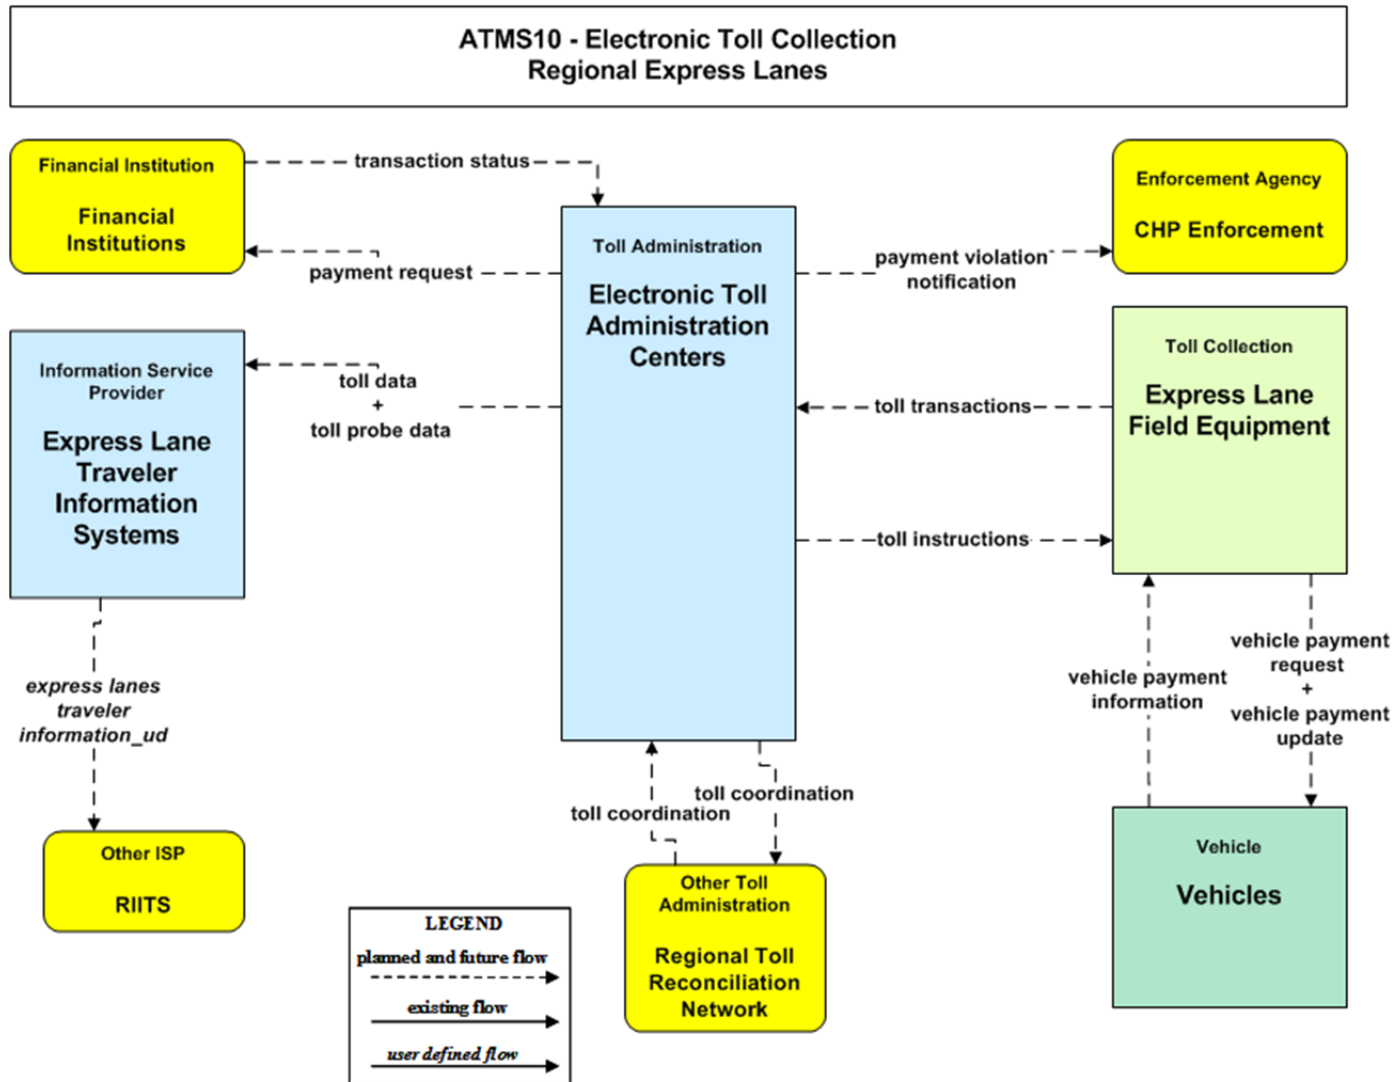 ATMS10 - Electronic Toll Collection
Regional Express Lanes
Financial Institution
Financial
Institutions
transaction status
payment request
Toll Administration
Electronic Toll
Administration
Centers
Enforcement Agency
CHP Enforcement
payment violation
notification
Information Service
Provider
Express Lane
Traveler
Information
Systems
toll data
+
toll probe data
Toll Collection
Express Lane
Field Equipment
toll transactions
toll instructions
express lanes
traveler
information_ud
vehicle payment
information
vehicle payment
request
+
vehicle payment
update
toll coordination
toll coordination
Other ISP
RIITS
Other Toll
Administration
Regional Toll
Reconciliation
Network
Vehicle
Vehicles
LEGEND
planned and future flow
existing flow
user defined flow